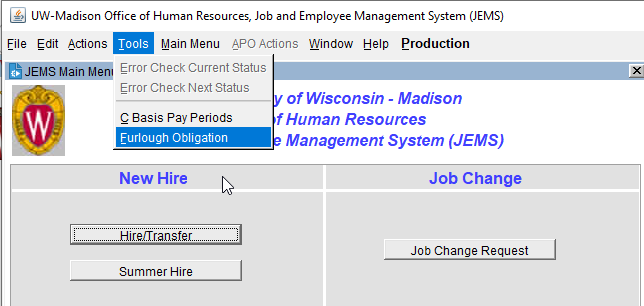 UW-Madison Office of Human Resources, Job and Employee Management System (JEMS)
File Edit Actions Tools Main Menu APO Actions Window Help Production
JEMS Main Menu
Error Check Current Status
Error Check Next Status
C Basis Pay Periods
Furlough Obligation
y of Wisconsin - Madison
of Human Resources
e Management System (JEMS)
W
New Hire
Job Change
Hire/Transfer
Job Change Request
Summer Hire